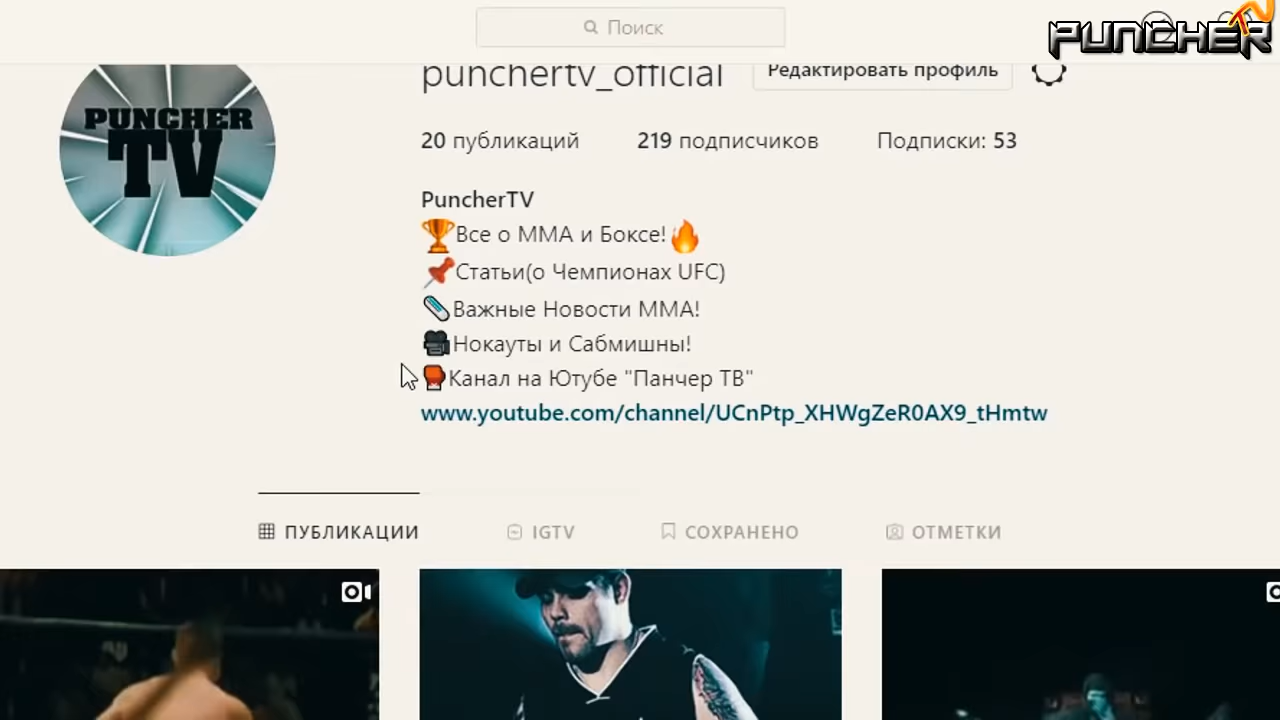 Поиск
PUNCHER TV
punchertv_official
Редактировать профиль
PUNCHER
TV
20 публикаций
219 подписчиков
Подписки: 53
PuncherTV
Все о ММА и Боксе!
Статьи(о Чемпионах UFC)
Важные Новости ММА!
Нокауты и Сабмишны!
Канал на Ютубе "Панчер ТВ"
www.youtube.com/channel/UCnPtp_XHWgZeR0AX9_tHmtw
ПУБЛИКАЦИИ
IGTV
СОХРАНЕНО
ОТМЕТКИ